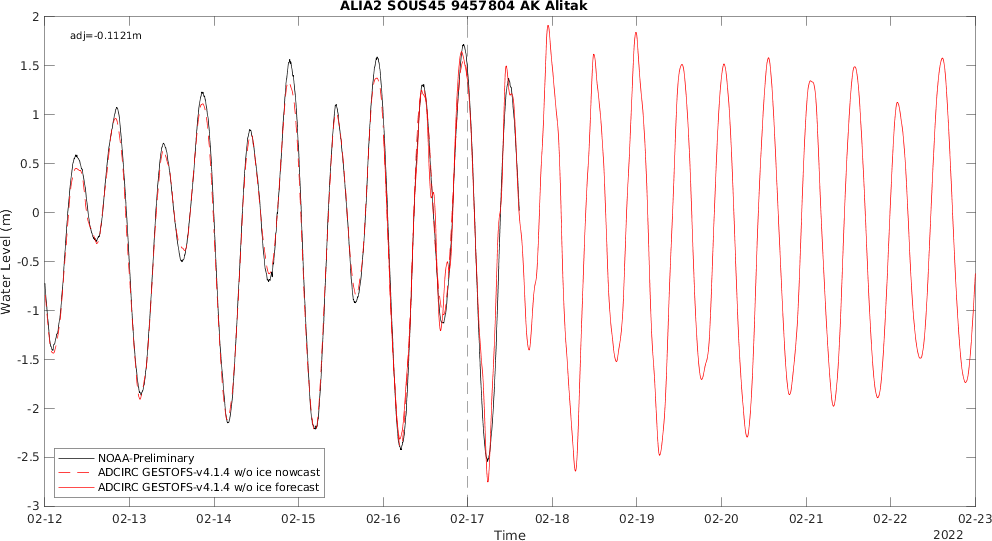 ALIA2 SOUS45 9457804 AK Alitak
adj=-0.1121m
2
1.5
1
0.5
0
-0.5
-1
-1.5
-2
-2.5
-3
Water Level (m)
NOAA-Preliminary
ADCIRC GESTOFS-v4.1.4 w/o ice nowcast
ADCIRC GESTOFS-v4.1.4 w/o ice forecast
02-12 02-13 02-14 02-15 02-16 02-17 02-18 02-19 02-20 02-21 02-22 02-23
Time
2022